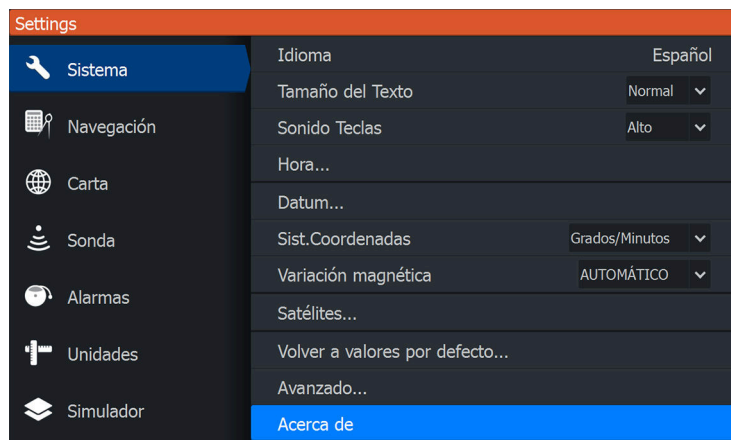 Settings
Sistema
Navegación
Carta
Sonda
Alarmas
Unidades
Simulador
Idioma Español
Tamaño del Texto Normal
Sonido Teclas Alto
Hora...
Datum...
Sist.Coordenadas Grados/Minutos
Variación magnética AUTOMÁTICO
Satélites...
Volver a valores por defecto...
Avanzado...
Acerca de